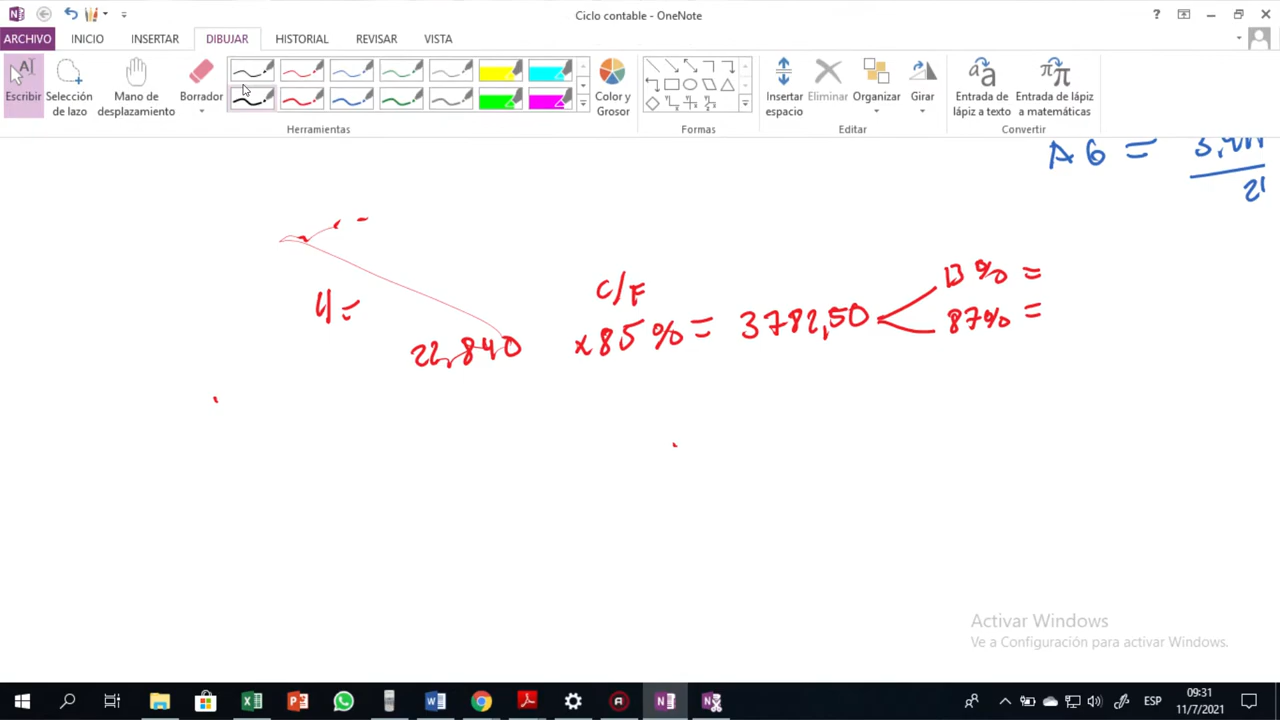 Ciclo contable - OneNote
ARCHIVO INICIO INSERTAR DIBUJAR HISTORIAL REVISAR VISTA
Escribir
Selección de lazo
Mano de desplazamiento
Borrador
Color y Grosor
Insertar espacio
Eliminar
Organizar
Girar
Entrada de lápiz a texto
Entrada de lápiz a matemáticas
Herramientas
Formas
Editar
Convertir
A6 =
C/F
13% =
4 =
22,840 x85% = 3782,50
87% =
Activar Windows
Ve a Configuración para activar Windows.
ESP
09:31
11/7/2021